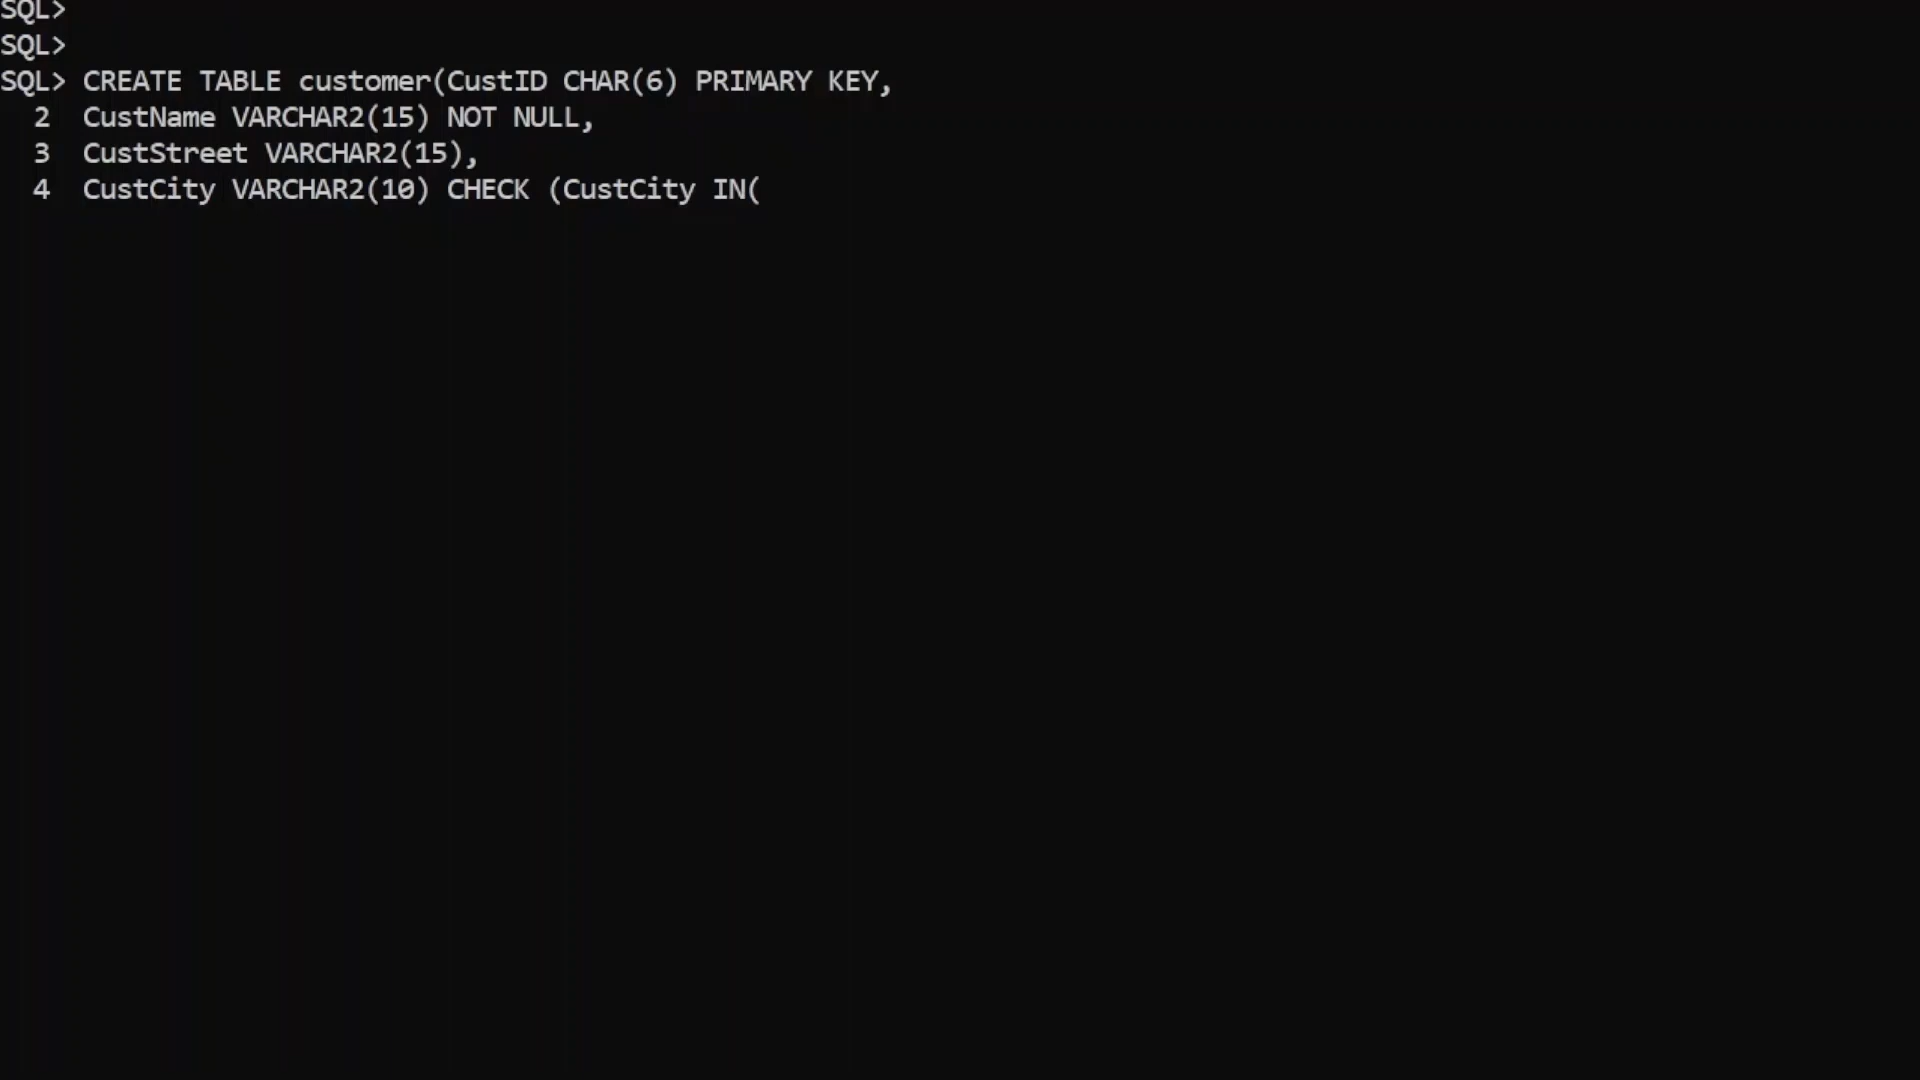 SQL>
SQL>
SQL> CREATE TABLE customer(CustID CHAR(6) PRIMARY KEY,
  2  CustName VARCHAR2(15) NOT NULL,
  3  CustStreet VARCHAR2(15),
  4  CustCity VARCHAR2(10) CHECK (CustCity IN(